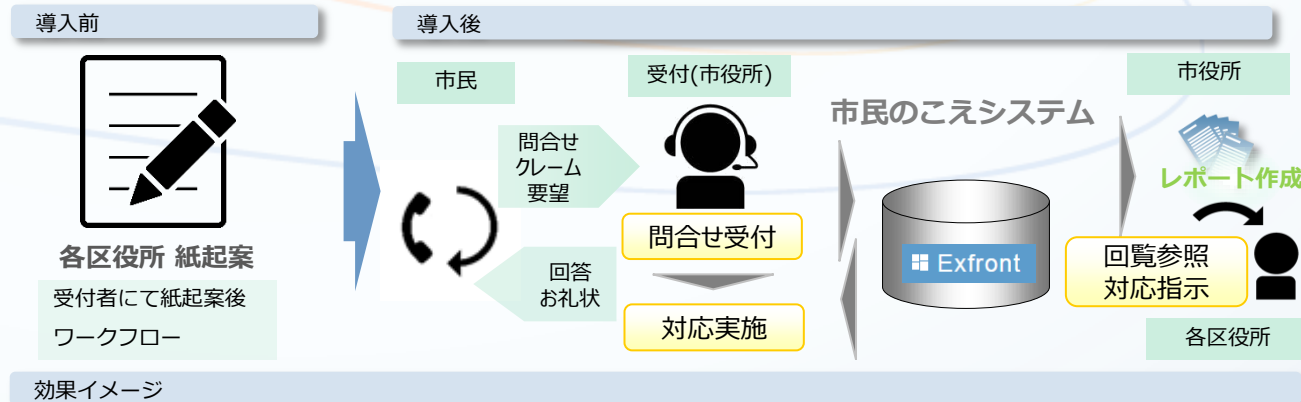 導入前
各区役所 紙起案
受付者にて紙起案後
ワークフロー
導入後
市民
問合せ
クレーム
要望
回答
お礼状
受付(市役所)
問合せ受付
対応実施
市民のこえシステム
Exfront
市役所
レポート作成
回覧参照
対応指示
各区役所
効果イメージ